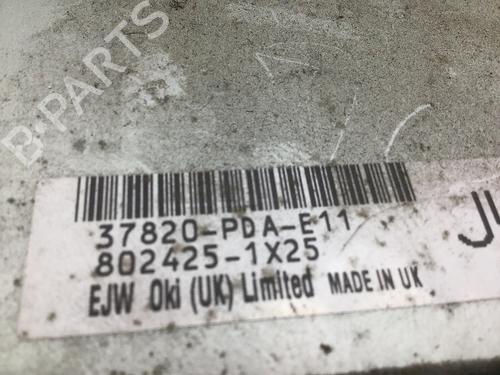 B-PARTS
37820-PDA-E11
802425-1X25
EJW Oki (UK) Limited MADE IN UK